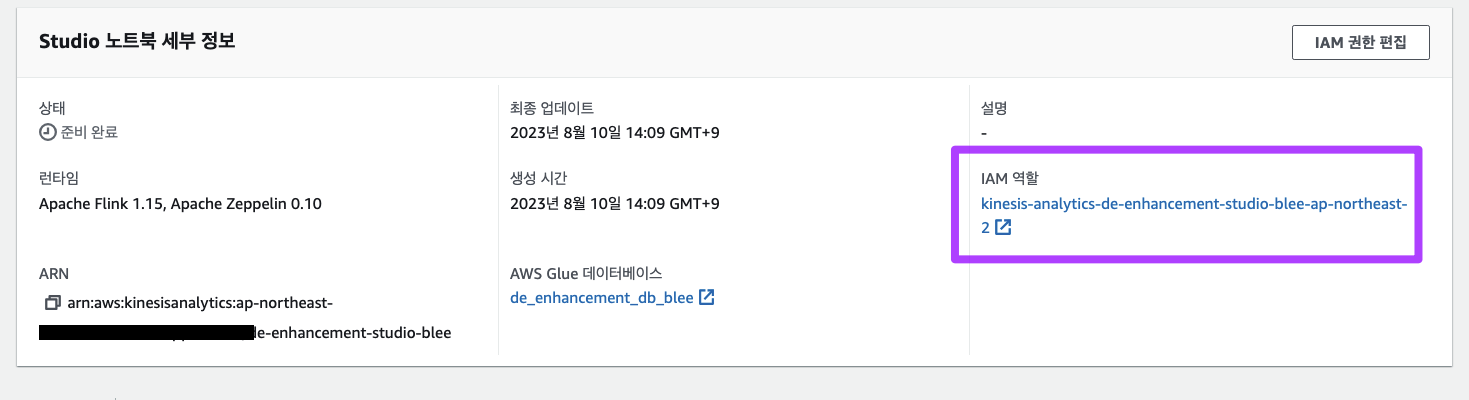 Studio 노트북 세부 정보
IAM 권한 편집
상태
준비 완료
런타임
Apache Flink 1.15, Apache Zeppelin 0.10
ARN
arn:aws:kinesisanalytics:ap-northeast-
de-enhancement-studio-blee
최종 업데이트
2023년 8월 10일 14:09 GMT+9
생성 시간
2023년 8월 10일 14:09 GMT+9
AWS Glue 데이터베이스
de_enhancement_db_blee
설명
-
IAM 역할
kinesis-analytics-de-enhancement-studio-blee-ap-northeast-
2